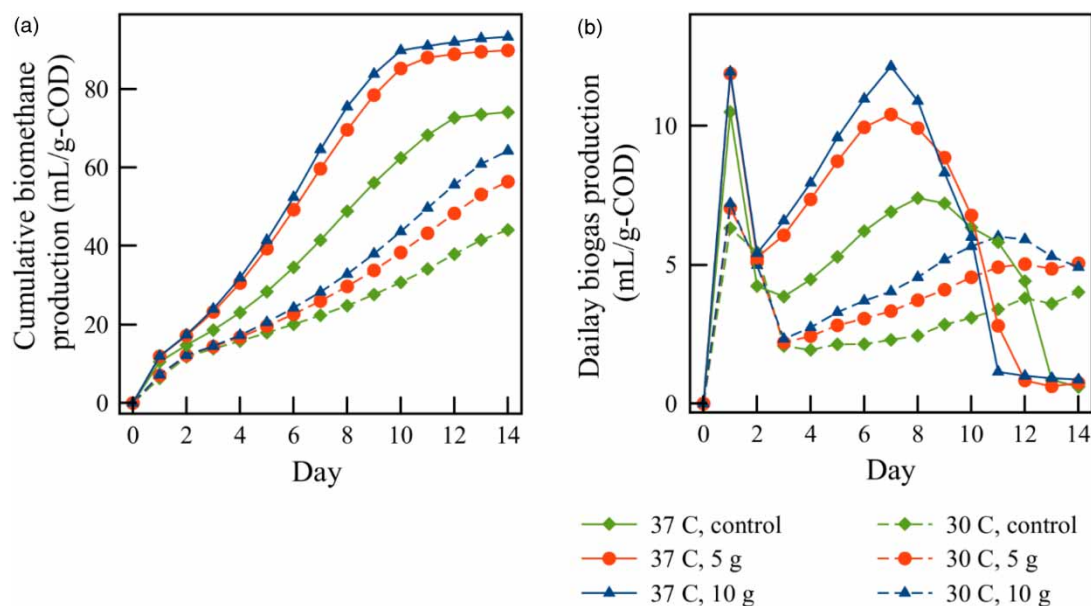 (a)
Cumulative biomethane
production (mL/g-COD)
80
60
40
20
0
0 2 4 6 8 10 12 14
Day
(b)
Dailay biogas production
(mL/g-COD)
10
5
0
0 2 4 6 8 10 12 14
Day
37 C, control
37 C, 5 g
37 C, 10 g
30 C, control
30 C, 5 g
30 C, 10 g